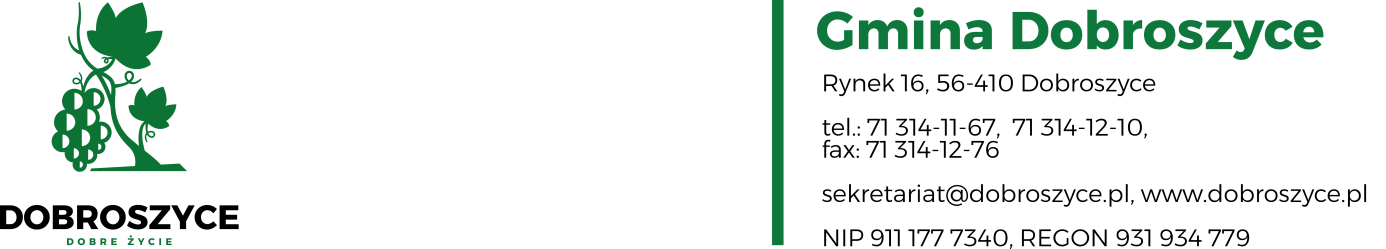 DOBROSZYCE
DOBRE ŻYCIE
Gmina Dobroszyce
Rynek 16, 56-410 Dobroszyce
tel.: 71 314-11-67,  71 314-12-10,
fax: 71 314-12-76
sekretariat@dobroszyce.pl, www.dobroszyce.pl
NIP 911 177 7340, REGON 931 934 779